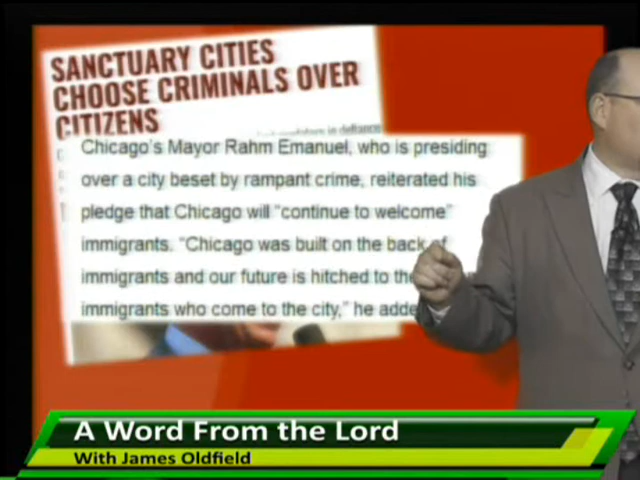 SANCTUARY CITIES
CHOOSE CRIMINALS OVER
CITIZENS
in defiance
Chicago's Mayor Rahm Emanuel, who is presiding
over a city beset by rampant crime, reiterated his
pledge that Chicago will "continue to welcome"
immigrants. "Chicago was built on the back of
immigrants and our future is hitched to the
immigrants who come to the city," he adde
A Word From the Lord
With James Oldfield